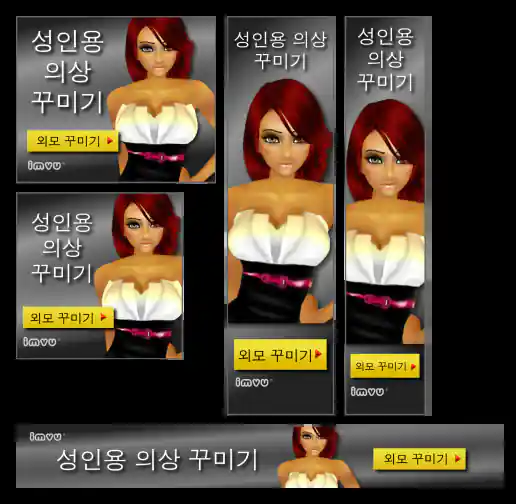 성인용
의상
꾸미기
외모 꾸미기
imvu
성인용 의상
꾸미기
외모 꾸미기
imvu
성인용
의상
꾸미기
외모 꾸미기
imvu
성인용
의상
꾸미기
외모 꾸미기
imvu
imvu
성인용 의상 꾸미기
외모 꾸미기